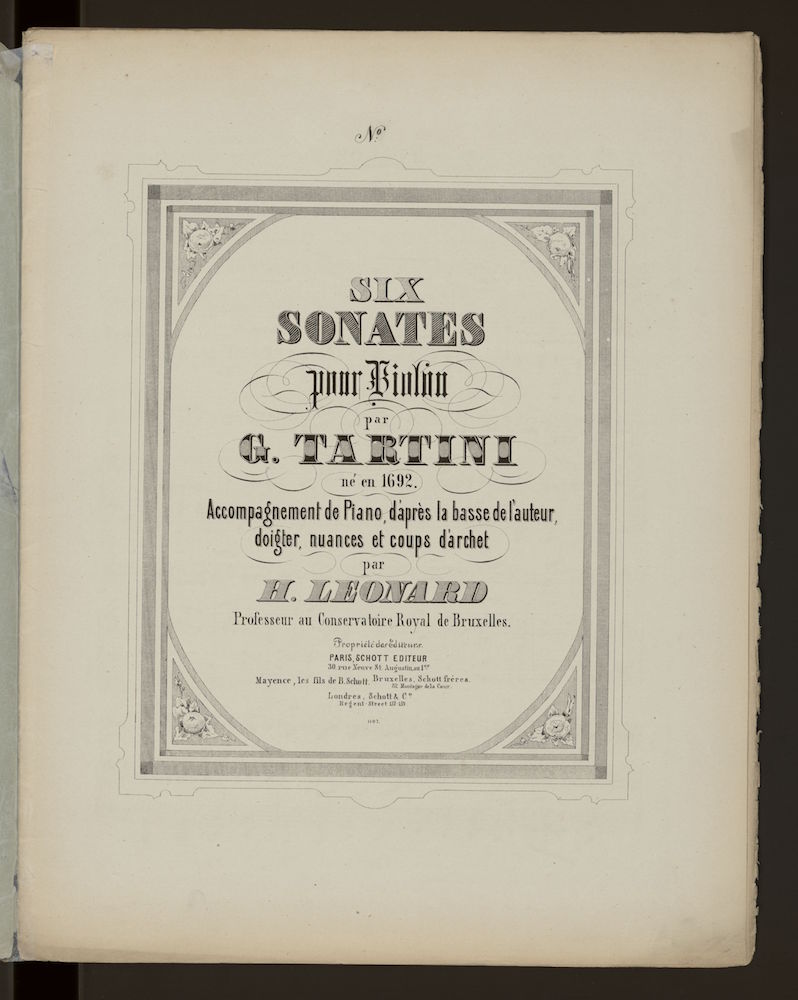 Nº
SIX
SONATES
pour Violon
par
G. TARTINI
né en 1692.
Accompagnement de Piano, d'après la basse de l'auteur,
doigter, nuances et coups d'archet
par
H. LEONARD
Professeur au Conservatoire Royal de Bruxelles.
Propriété des Editeurs.
PARIS, SCHOTT EDITEUR
30 rue Neuve St. Augustin, au 1er
Mayence, les fils de B. Schott. Bruxelles, Schott frères.
82 Montagne de la Cour.
Londres, Schott & Co
Regent Street